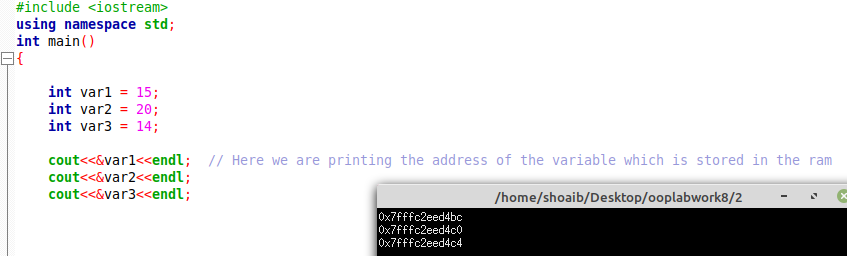 #include <iostream>
using namespace std;
int main()
{
int var1 = 15;
int var2 = 20;
int var3 = 14;
cout<<&var1<<endl;  // Here we are printing the address of the variable which is stored in the ram
cout<<&var2<<endl;
cout<<&var3<<endl;
/home/shoaib/Desktop/ooplabwork8/2
0x7fffc2eed4bc
0x7fffc2eed4c0
0x7fffc2eed4c4